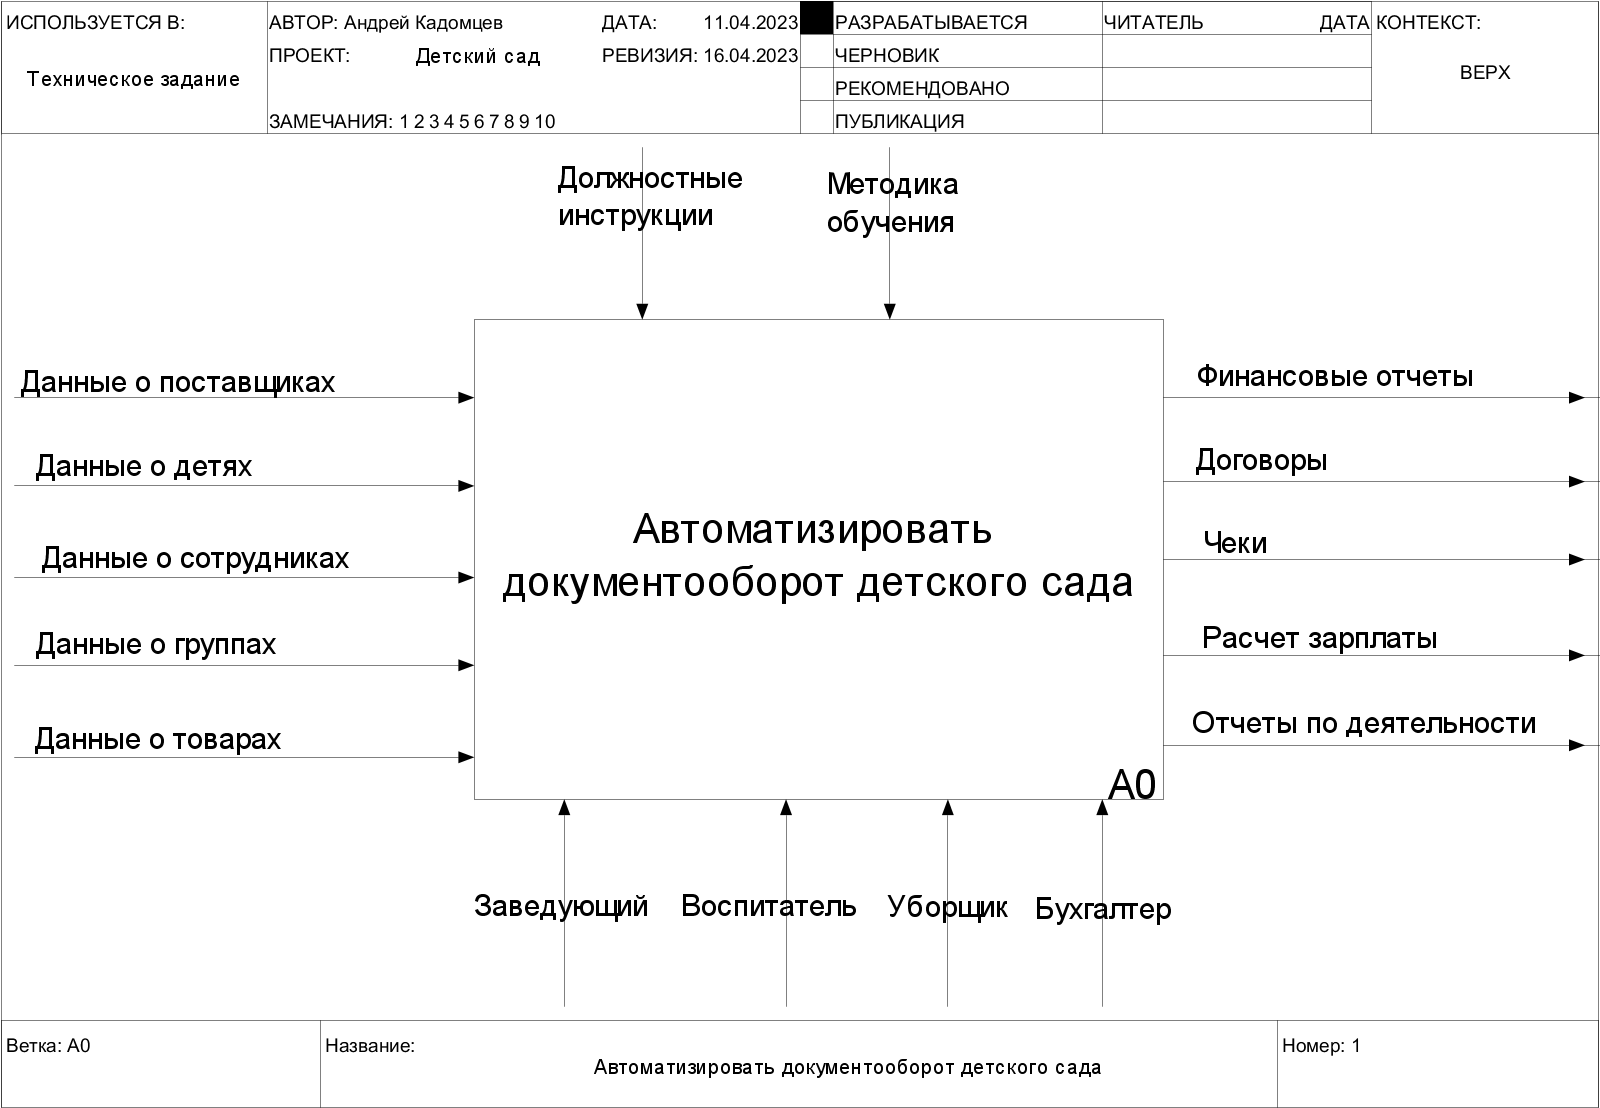 ИСПОЛЬЗУЕТСЯ В:
Техническое задание
АВТОР: Андрей Кадомцев
ДАТА: 11.04.2023
ПРОЕКТ: Детский сад
РЕВИЗИЯ: 16.04.2023
ЗАМЕЧАНИЯ: 1 2 3 4 5 6 7 8 9 10
РАЗРАБАТЫВАЕТСЯ
ЧЕРНОВИК
РЕКОМЕНДОВАНО
ПУБЛИКАЦИЯ
ЧИТАТЕЛЬ ДАТА
КОНТЕКСТ:
ВЕРХ
Должностные
инструкции
Методика
обучения
Данные о поставщиках
Данные о детях
Данные о сотрудниках
Данные о группах
Данные о товарах
Автоматизировать
документооборот детского сада
A0
Финансовые отчеты
Договоры
Чеки
Расчет зарплаты
Отчеты по деятельности
Заведующий
Воспитатель
Уборщик
Бухгалтер
Ветка: A0
Название:
Автоматизировать документооборот детского сада
Номер: 1